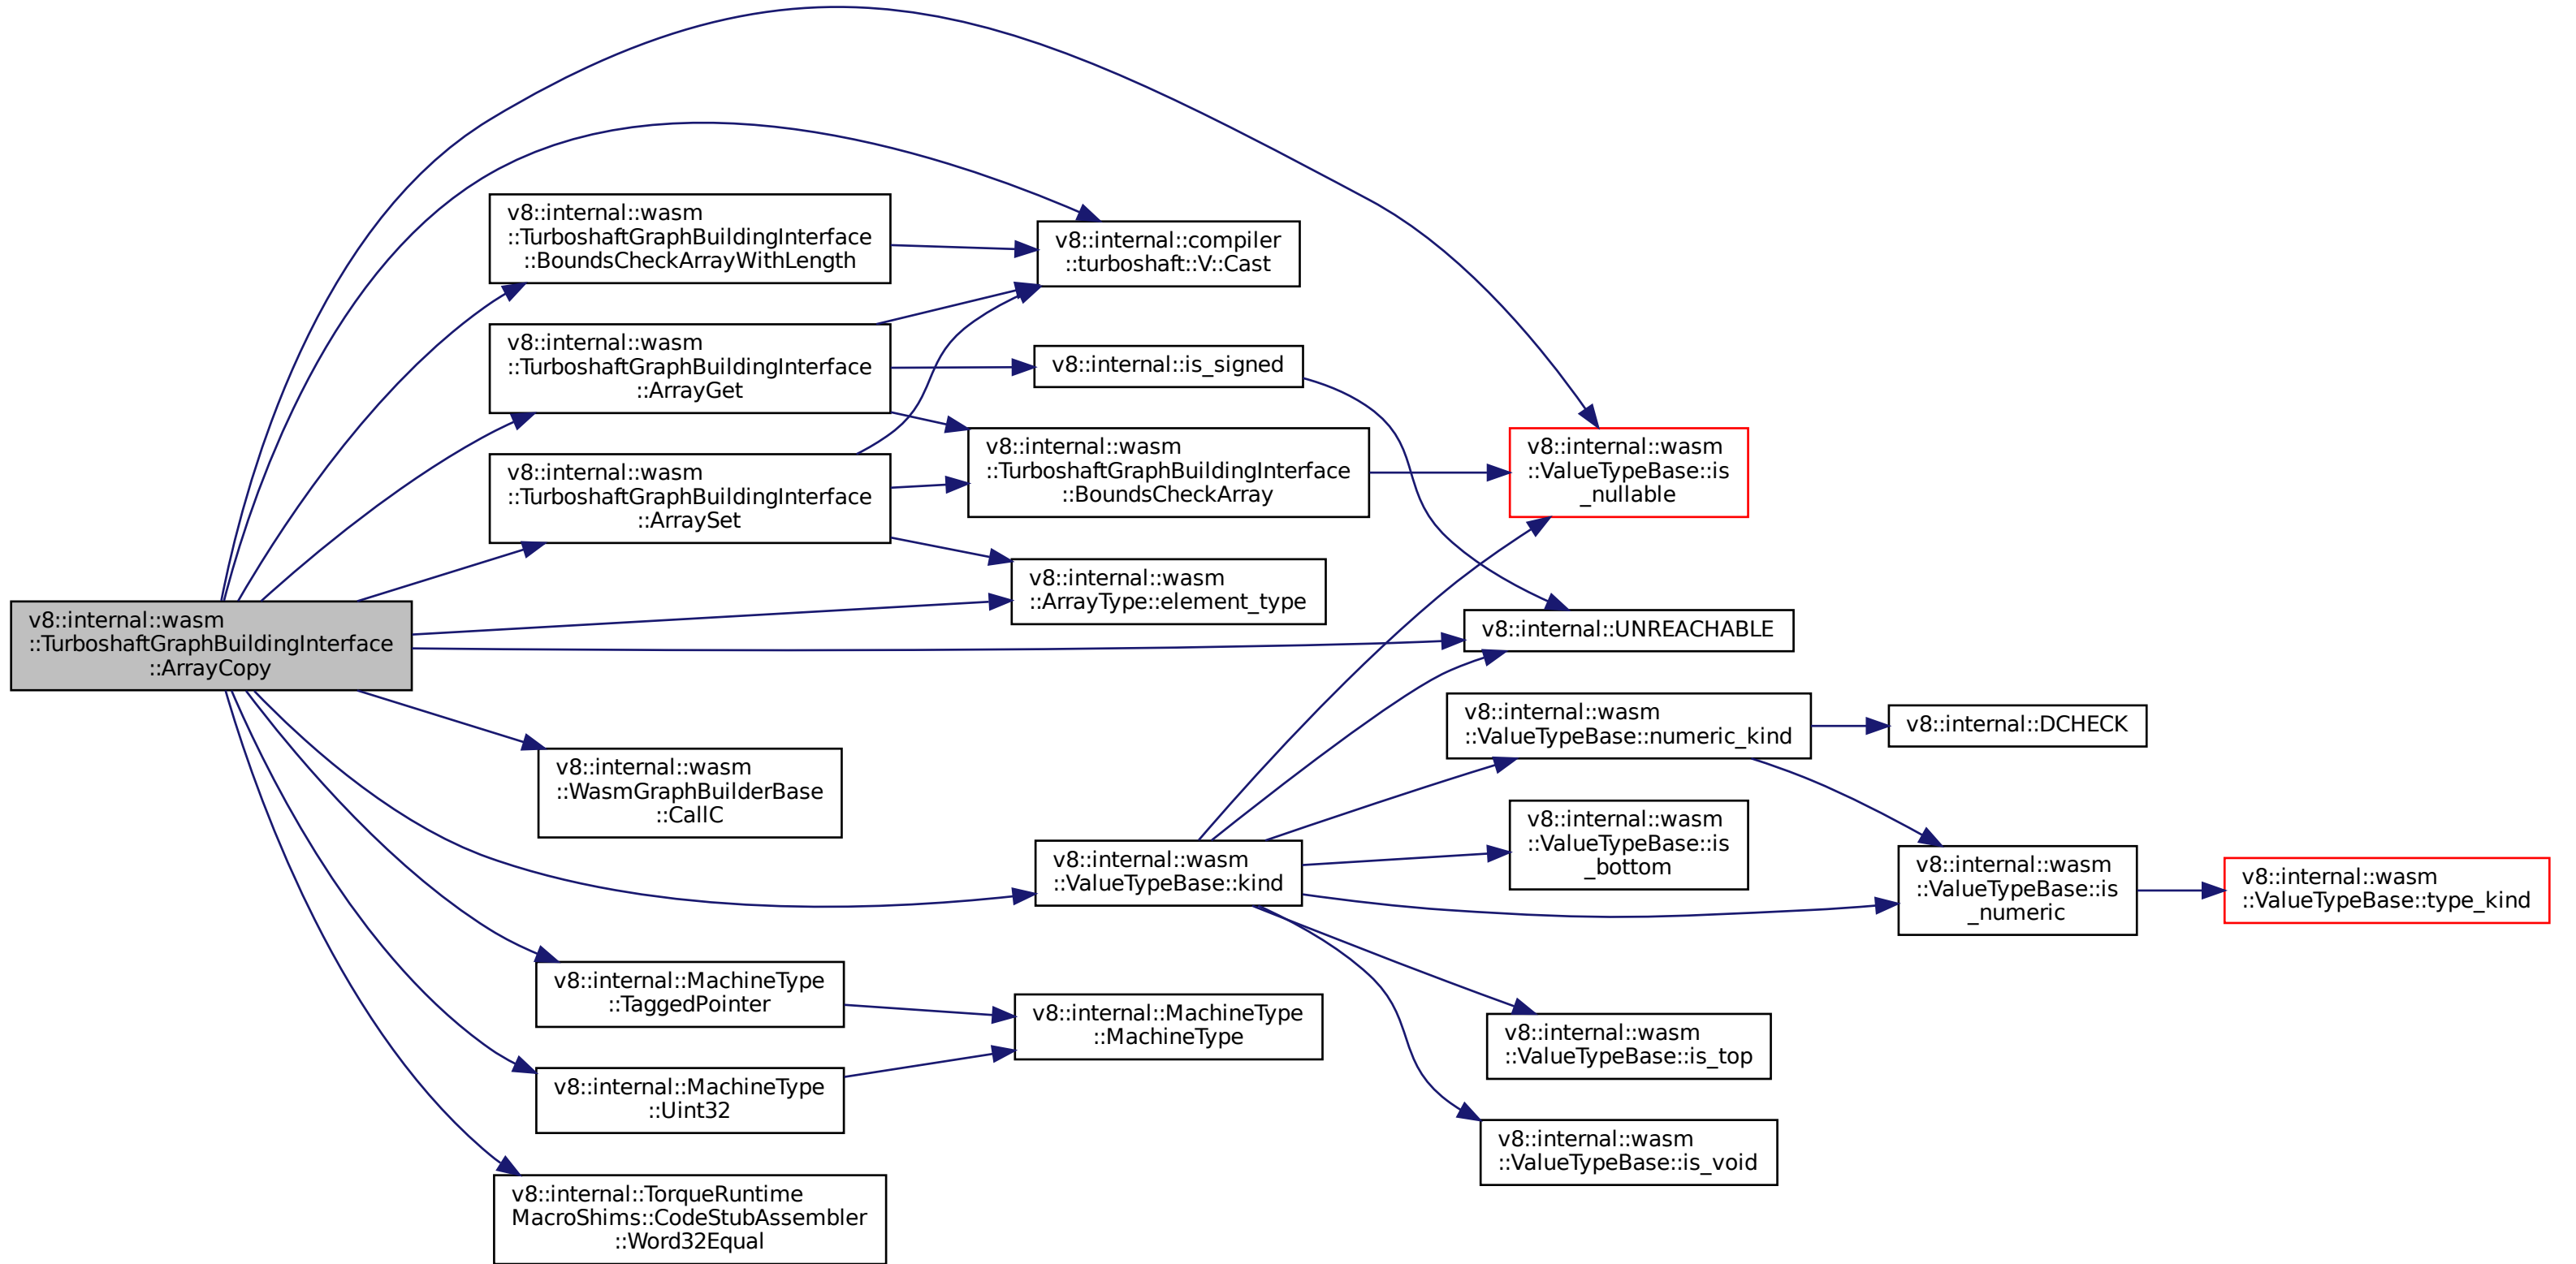 v8::internal::wasm
::TurboshaftGraphBuildingInterface
::ArrayCopy
v8::internal::wasm
::TurboshaftGraphBuildingInterface
::BoundsCheckArrayWithLength
v8::internal::wasm
::TurboshaftGraphBuildingInterface
::ArrayGet
v8::internal::wasm
::TurboshaftGraphBuildingInterface
::ArraySet
v8::internal::wasm
::WasmGraphBuilderBase
::CallC
v8::internal::MachineType
::TaggedPointer
v8::internal::MachineType
::Uint32
v8::internal::TorqueRuntime
MacroShims::CodeStubAssembler
::Word32Equal
v8::internal::compiler
::turboshaft::V::Cast
v8::internal::is_signed
v8::internal::wasm
::TurboshaftGraphBuildingInterface
::BoundsCheckArray
v8::internal::wasm
::ArrayType::element_type
v8::internal::wasm
::ValueTypeBase::kind
v8::internal::MachineType
::MachineType
v8::internal::wasm
::ValueTypeBase::is
_nullable
v8::internal::UNREACHABLE
v8::internal::wasm
::ValueTypeBase::numeric_kind
v8::internal::wasm
::ValueTypeBase::is
_bottom
v8::internal::wasm
::ValueTypeBase::is_top
v8::internal::wasm
::ValueTypeBase::is_void
v8::internal::DCHECK
v8::internal::wasm
::ValueTypeBase::is
_numeric
v8::internal::wasm
::ValueTypeBase::type_kind